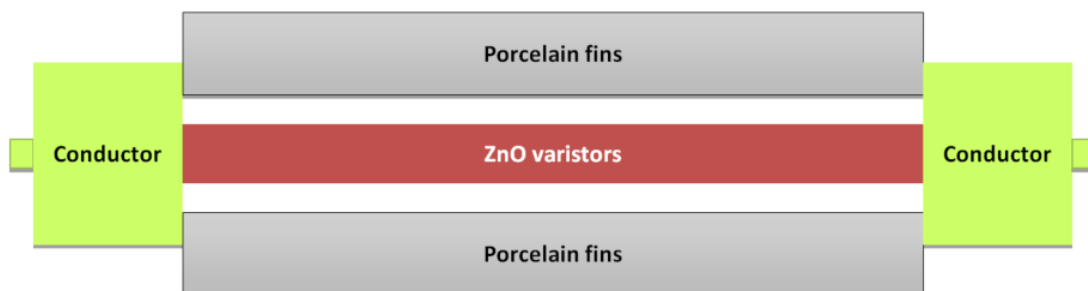 Porcelain fins
Conductor
ZnO varistors
Conductor
Porcelain fins